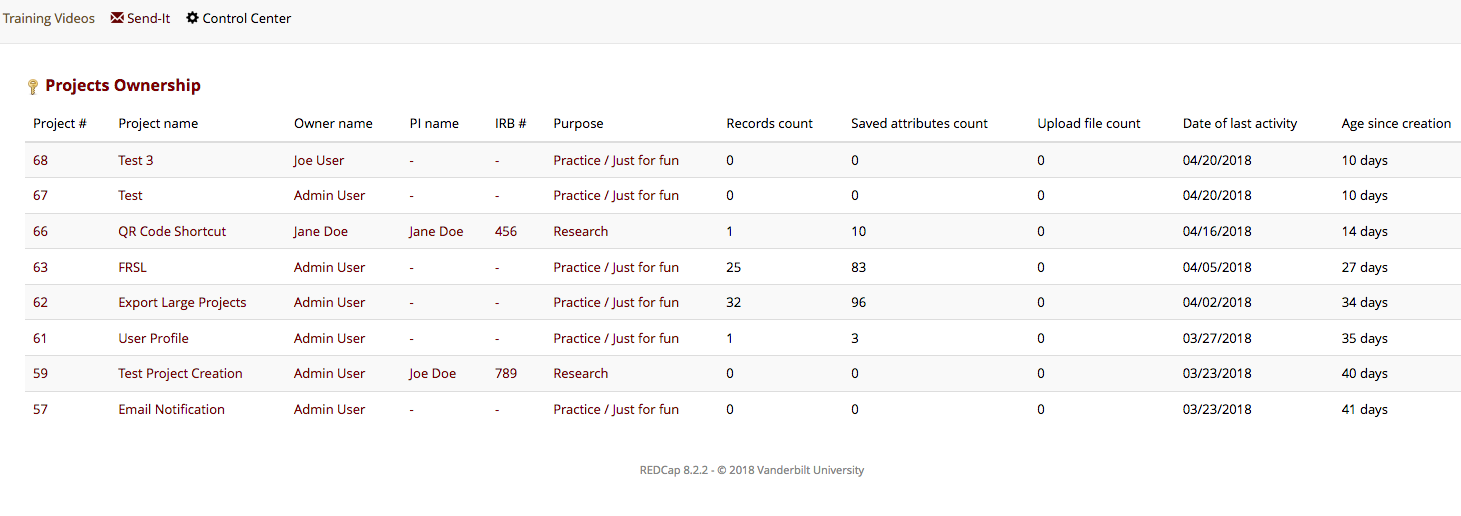 Training Videos Send-It Control Center
Projects Ownership
Project # Project name Owner name PI name IRB # Purpose Records count Saved attributes count Upload file count Date of last activity Age since creation
68 Test 3 Joe User - - Practice / Just for fun 0 0 0 04/20/2018 10 days
67 Test Admin User - - Practice / Just for fun 0 0 0 04/20/2018 10 days
66 QR Code Shortcut Jane Doe Jane Doe 456 Research 1 10 0 04/16/2018 14 days
63 FRSL Admin User - - Practice / Just for fun 25 83 0 04/05/2018 27 days
62 Export Large Projects Admin User - - Practice / Just for fun 32 96 0 04/02/2018 34 days
61 User Profile Admin User - - Practice / Just for fun 1 3 0 03/27/2018 35 days
59 Test Project Creation Admin User Joe Doe 789 Research 0 0 0 03/23/2018 40 days
57 Email Notification Admin User - - Practice / Just for fun 0 0 0 03/23/2018 41 days
REDCap 8.2.2 - © 2018 Vanderbilt University